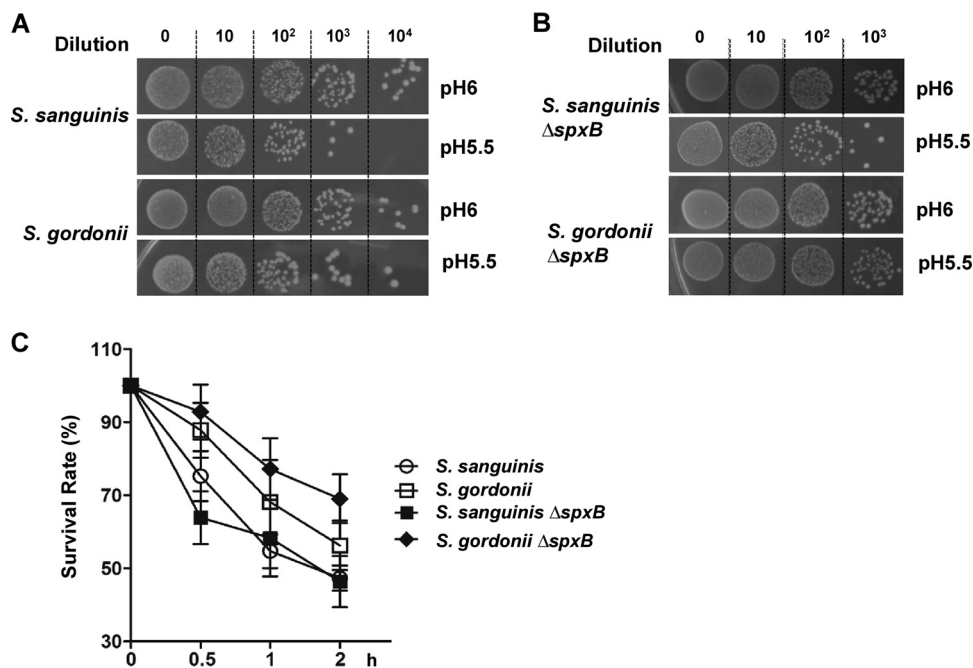 A
Dilution 0 10 10² 10³ 10⁴
S. sanguinis
pH6
pH5.5
S. gordonii
pH6
pH5.5
B
Dilution 0 10 10² 10³
S. sanguinis
ΔspxB
pH6
pH5.5
S. gordonii
ΔspxB
pH6
pH5.5
C
Survival Rate (%)
110
90
70
50
30
0 0.5 1 2 h
S. sanguinis
S. gordonii
S. sanguinis ΔspxB
S. gordonii ΔspxB